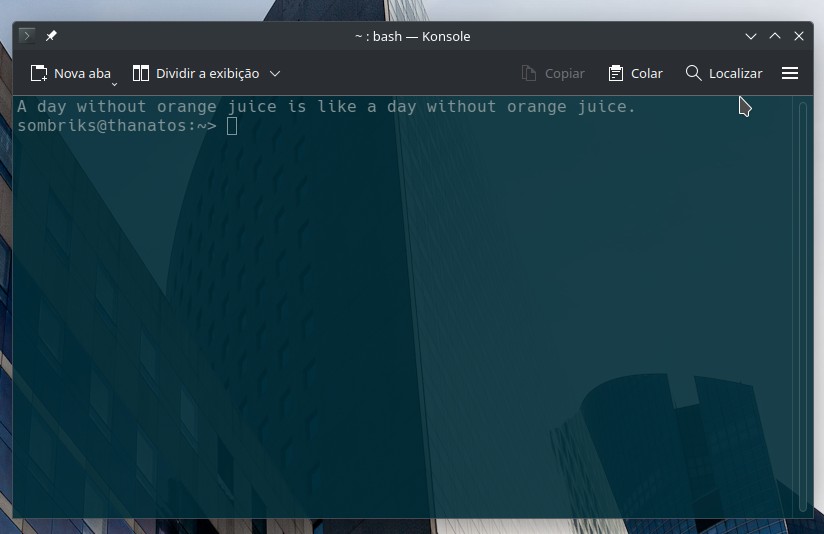 ~ : bash — Konsole
Nova aba Dividir a exibição Copiar Colar Localizar
A day without orange juice is like a day without orange juice.
sombriks@thanatos:~>